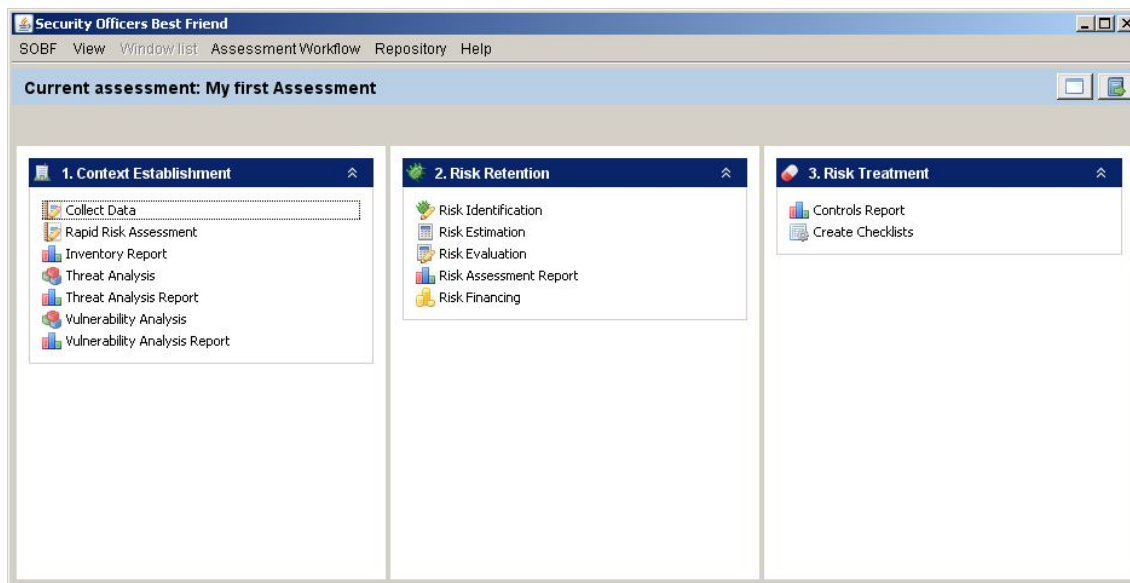 Security Officers Best Friend
SOBF View Window list Assessment Workflow Repository Help
Current assessment: My first Assessment
1. Context Establishment
Collect Data
Rapid Risk Assessment
Inventory Report
Threat Analysis
Threat Analysis Report
Vulnerability Analysis
Vulnerability Analysis Report
2. Risk Retention
Risk Identification
Risk Estimation
Risk Evaluation
Risk Assessment Report
Risk Financing
3. Risk Treatment
Controls Report
Create Checklists